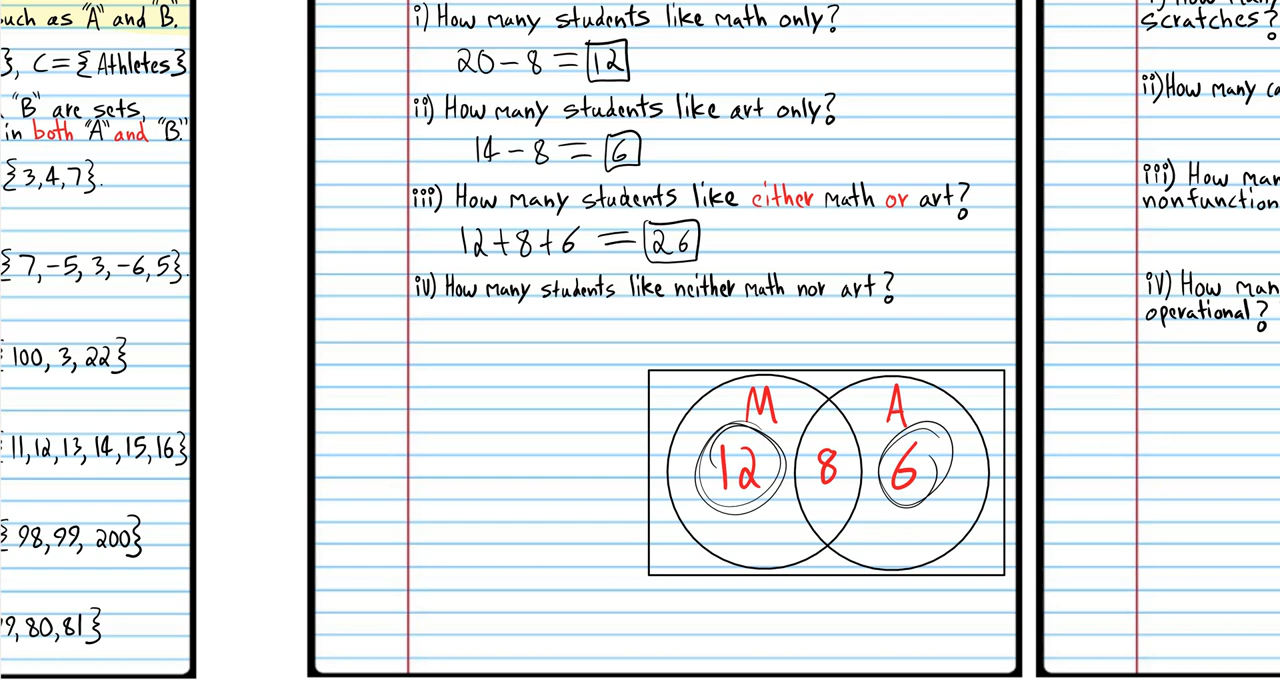 uch as "A" and "B".
}, C={Athletes}
"B" are sets,
in both "A" and "B".
{3,4,7}.
{7,-5,3,-6,5}.
100, 3, 22}
11,12,13,14,15,16}
98,99, 200}
9,80,81}
i) How many students like math only?
20-8=12
ii) How many students like art only?
14-8=6
iii) How many students like either math or art?
12+8+6=26
iv) How many students like neither math nor art?
M A
12 8 6
scratches?
ii) How many
iii) How man
nonfunction
iv) How man
operational?